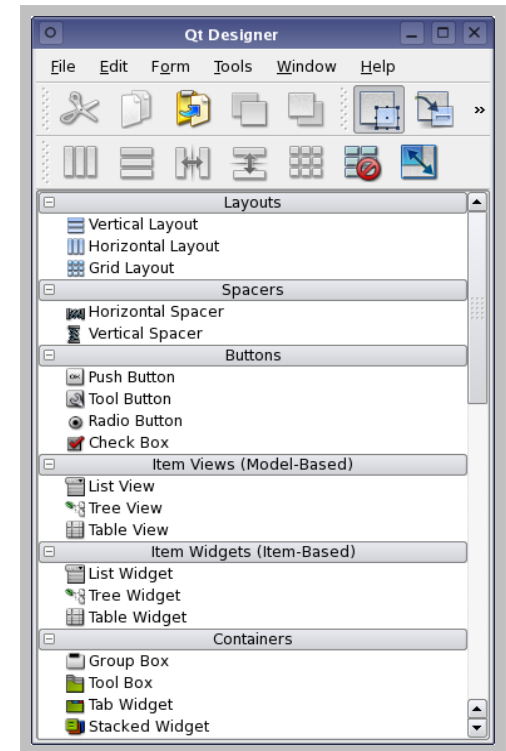 Qt Designer
File Edit Form Tools Window Help
»
Layouts
Vertical Layout
Horizontal Layout
Grid Layout
Spacers
Horizontal Spacer
Vertical Spacer
Buttons
OK Push Button
Tool Button
Radio Button
Check Box
Item Views (Model-Based)
List View
Tree View
Table View
Item Widgets (Item-Based)
List Widget
Tree Widget
Table Widget
Containers
Group Box
Tool Box
Tab Widget
Stacked Widget